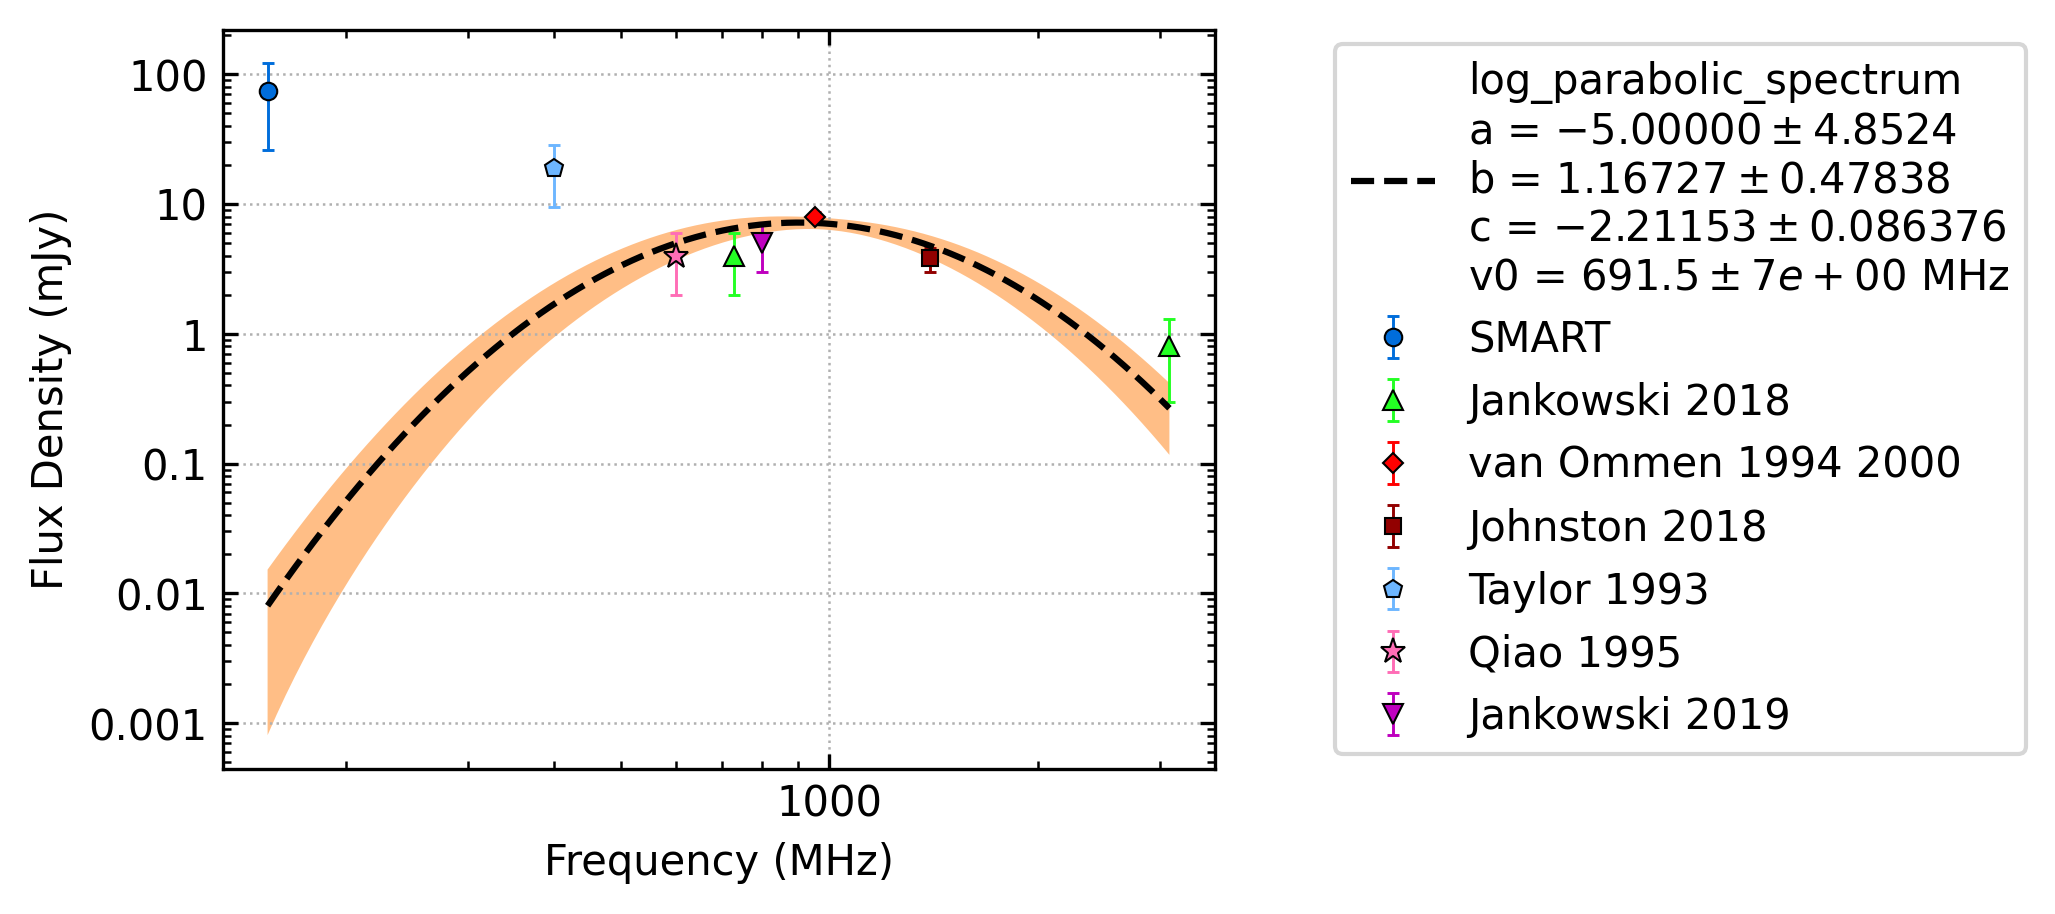 100
10
1
0.1
0.01
0.001
Flux Density (mJy)
1000
Frequency (MHz)
log_parabolic_spectrum
a = −5.00000 ± 4.8524
b = 1.16727 ± 0.47838
c = −2.21153 ± 0.086376
v0 = 691.5 ± 7e + 00 MHz
SMART
Jankowski 2018
van Ommen 1994 2000
Johnston 2018
Taylor 1993
Qiao 1995
Jankowski 2019